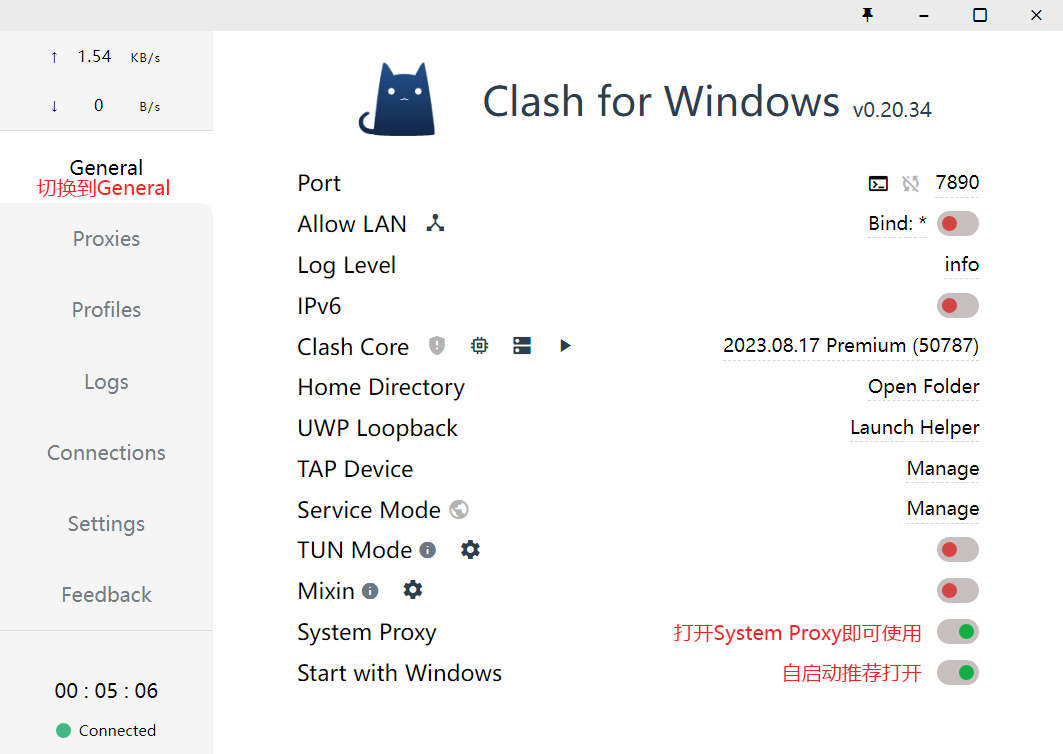 ↑ 1.54 KB/s
↓ 0 B/s
General
切换到General
Proxies
Profiles
Logs
Connections
Settings
Feedback
00 : 05 : 06
Connected
Clash for Windows v0.20.34
Port 7890
Allow LAN Bind: *
Log Level info
IPv6
Clash Core 2023.08.17 Premium (50787)
Home Directory Open Folder
UWP Loopback Launch Helper
TAP Device Manage
Service Mode Manage
TUN Mode
Mixin
System Proxy 打开System Proxy即可使用
Start with Windows 自启动推荐打开